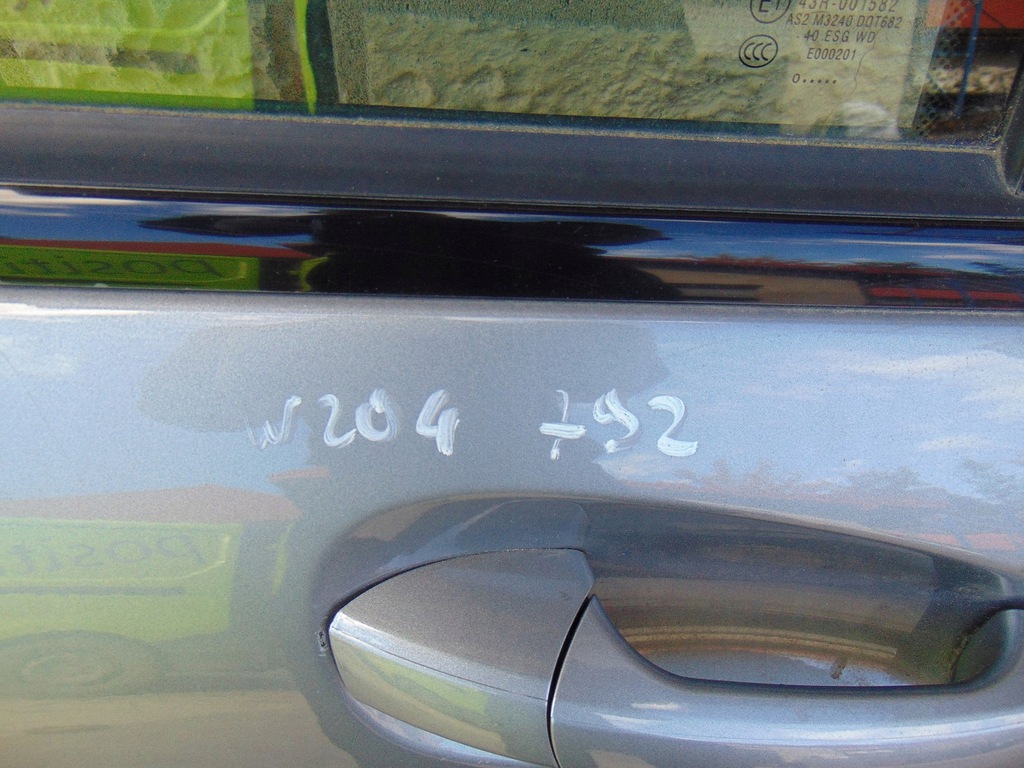 43R-001582
AS2 M3240 DOT682
40 ESG WD
E000201
W204 792